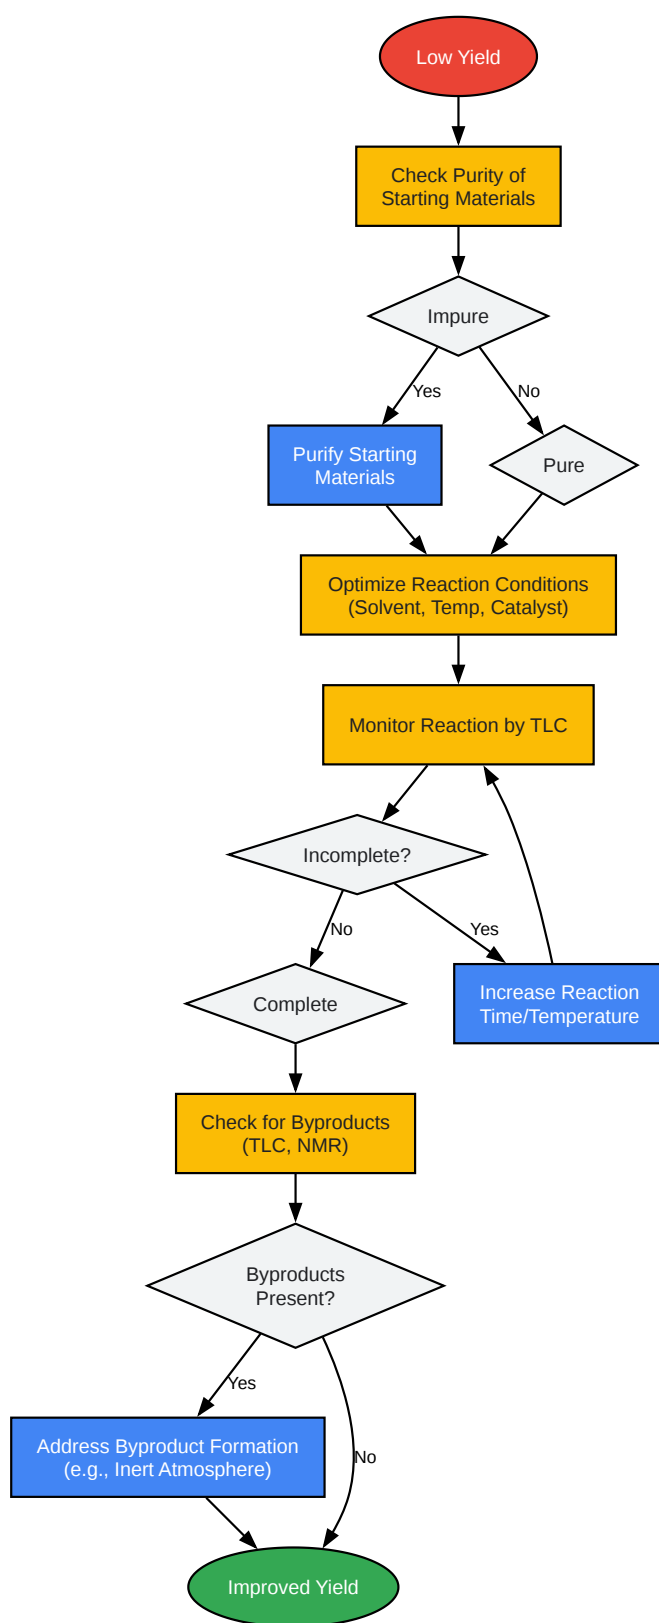 Low Yield
Check Purity of
Starting Materials
Impure
Yes
No
Purify Starting
Materials
Pure
Optimize Reaction Conditions
(Solvent, Temp, Catalyst)
Monitor Reaction by TLC
Incomplete?
No
Yes
Complete
Increase Reaction
Time/Temperature
Check for Byproducts
(TLC, NMR)
Byproducts
Present?
Yes
Address Byproduct Formation
(e.g., Inert Atmosphere)
No
Improved Yield